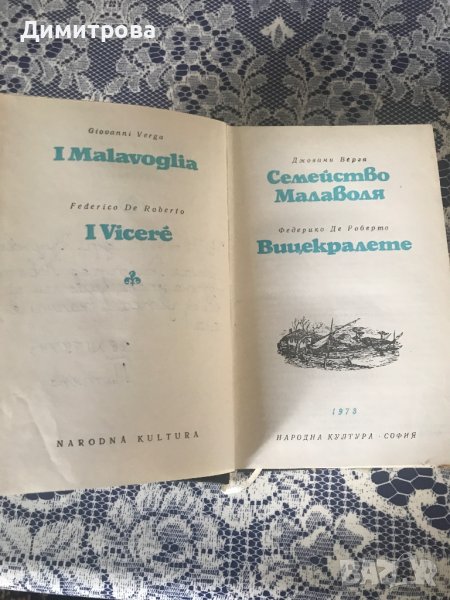 Димитрова
Giovanni Verga
I Malavoglia
Federico De Roberto
I Viceré
NARODNA KULTURA
Джовани Верга
Семейство
Малаволя
Федерико Де Роберто
Вицекралете
1973
НАРОДНА КУЛТУРА · СОФИЯ
BAZAR